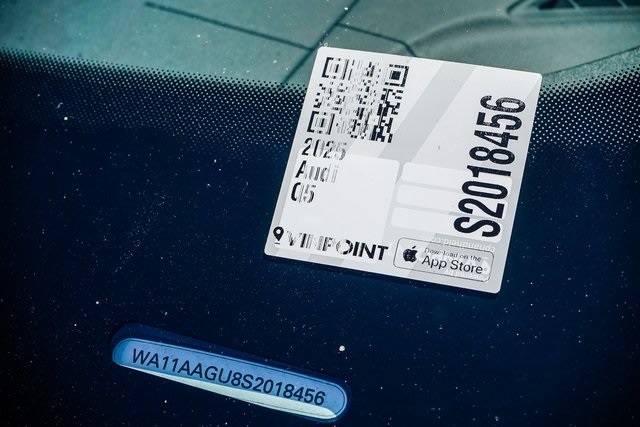 2025
Audi
Q5
S2018456
VINPOINT
Download on the
App Store
WA11AAGU8S2018456